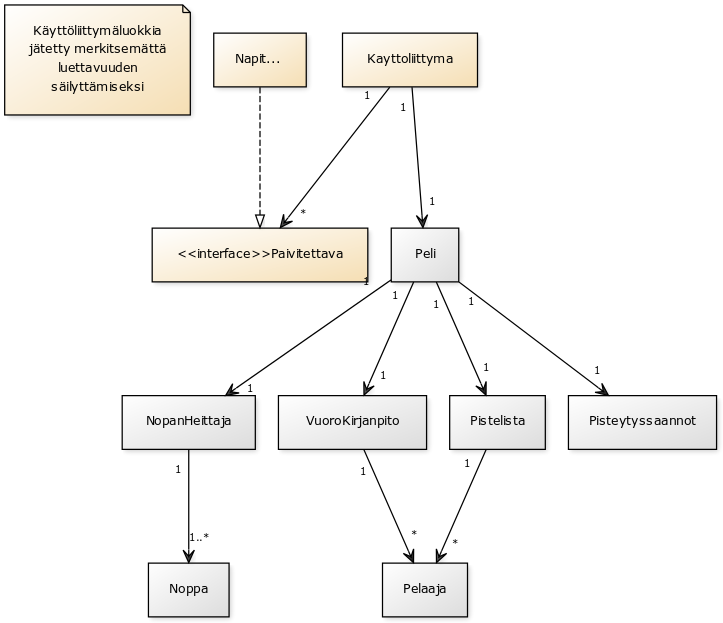 Käyttöliittymäluokkia
jätetty merkitsemättä
luettavuuden
säilyttämiseksi
Napit...
Kayttoliittyma
1
1
*
1
<<interface>>Paivitettava
Peli
1
1
1
1
1
1
1
1
NopanHeittaja
VuoroKirjanpito
Pistelista
Pisteytyssaannot
1
1
1
1..*
*
*
Noppa
Pelaaja